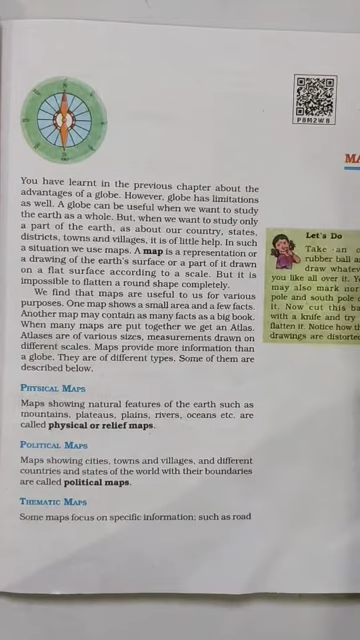 P8M2W8
MA
You have learnt in the previous chapter about the
advantages of a globe. However, globe has limitations
as well. A globe can be useful when we want to study
the earth as a whole. But, when we want to study only
a part of the earth, as about our country, states,
districts, towns and villages, it is of little help. In such
a situation we use maps. A map is a representation or
a drawing of the earth's surface or a part of it drawn
on a flat surface according to a scale. But it is
impossible to flatten a round shape completely.
We find that maps are useful to us for various
purposes. One map shows a small area and a few facts.
Another map may contain as many facts as a big book.
When many maps are put together we get an Atlas.
Atlases are of various sizes, measurements drawn on
different scales. Maps provide more information than
a globe. They are of different types. Some of them are
described below.
PHYSICAL MAPS
Maps showing natural features of the earth such as
mountains, plateaus, plains, rivers, oceans etc. are
called physical or relief maps.
POLITICAL MAPS
Maps showing cities, towns and villages, and different
countries and states of the world with their boundaries
are called political maps.
THEMATIC MAPS
Some maps focus on specific information; such as road
Let's Do
Take an o
rubber ball a
draw whatev
you like all over it. Y
may also mark nor
pole and south pole o
it. Now cut this ba
with a knife and try
flatten it. Notice how th
drawings are distorted